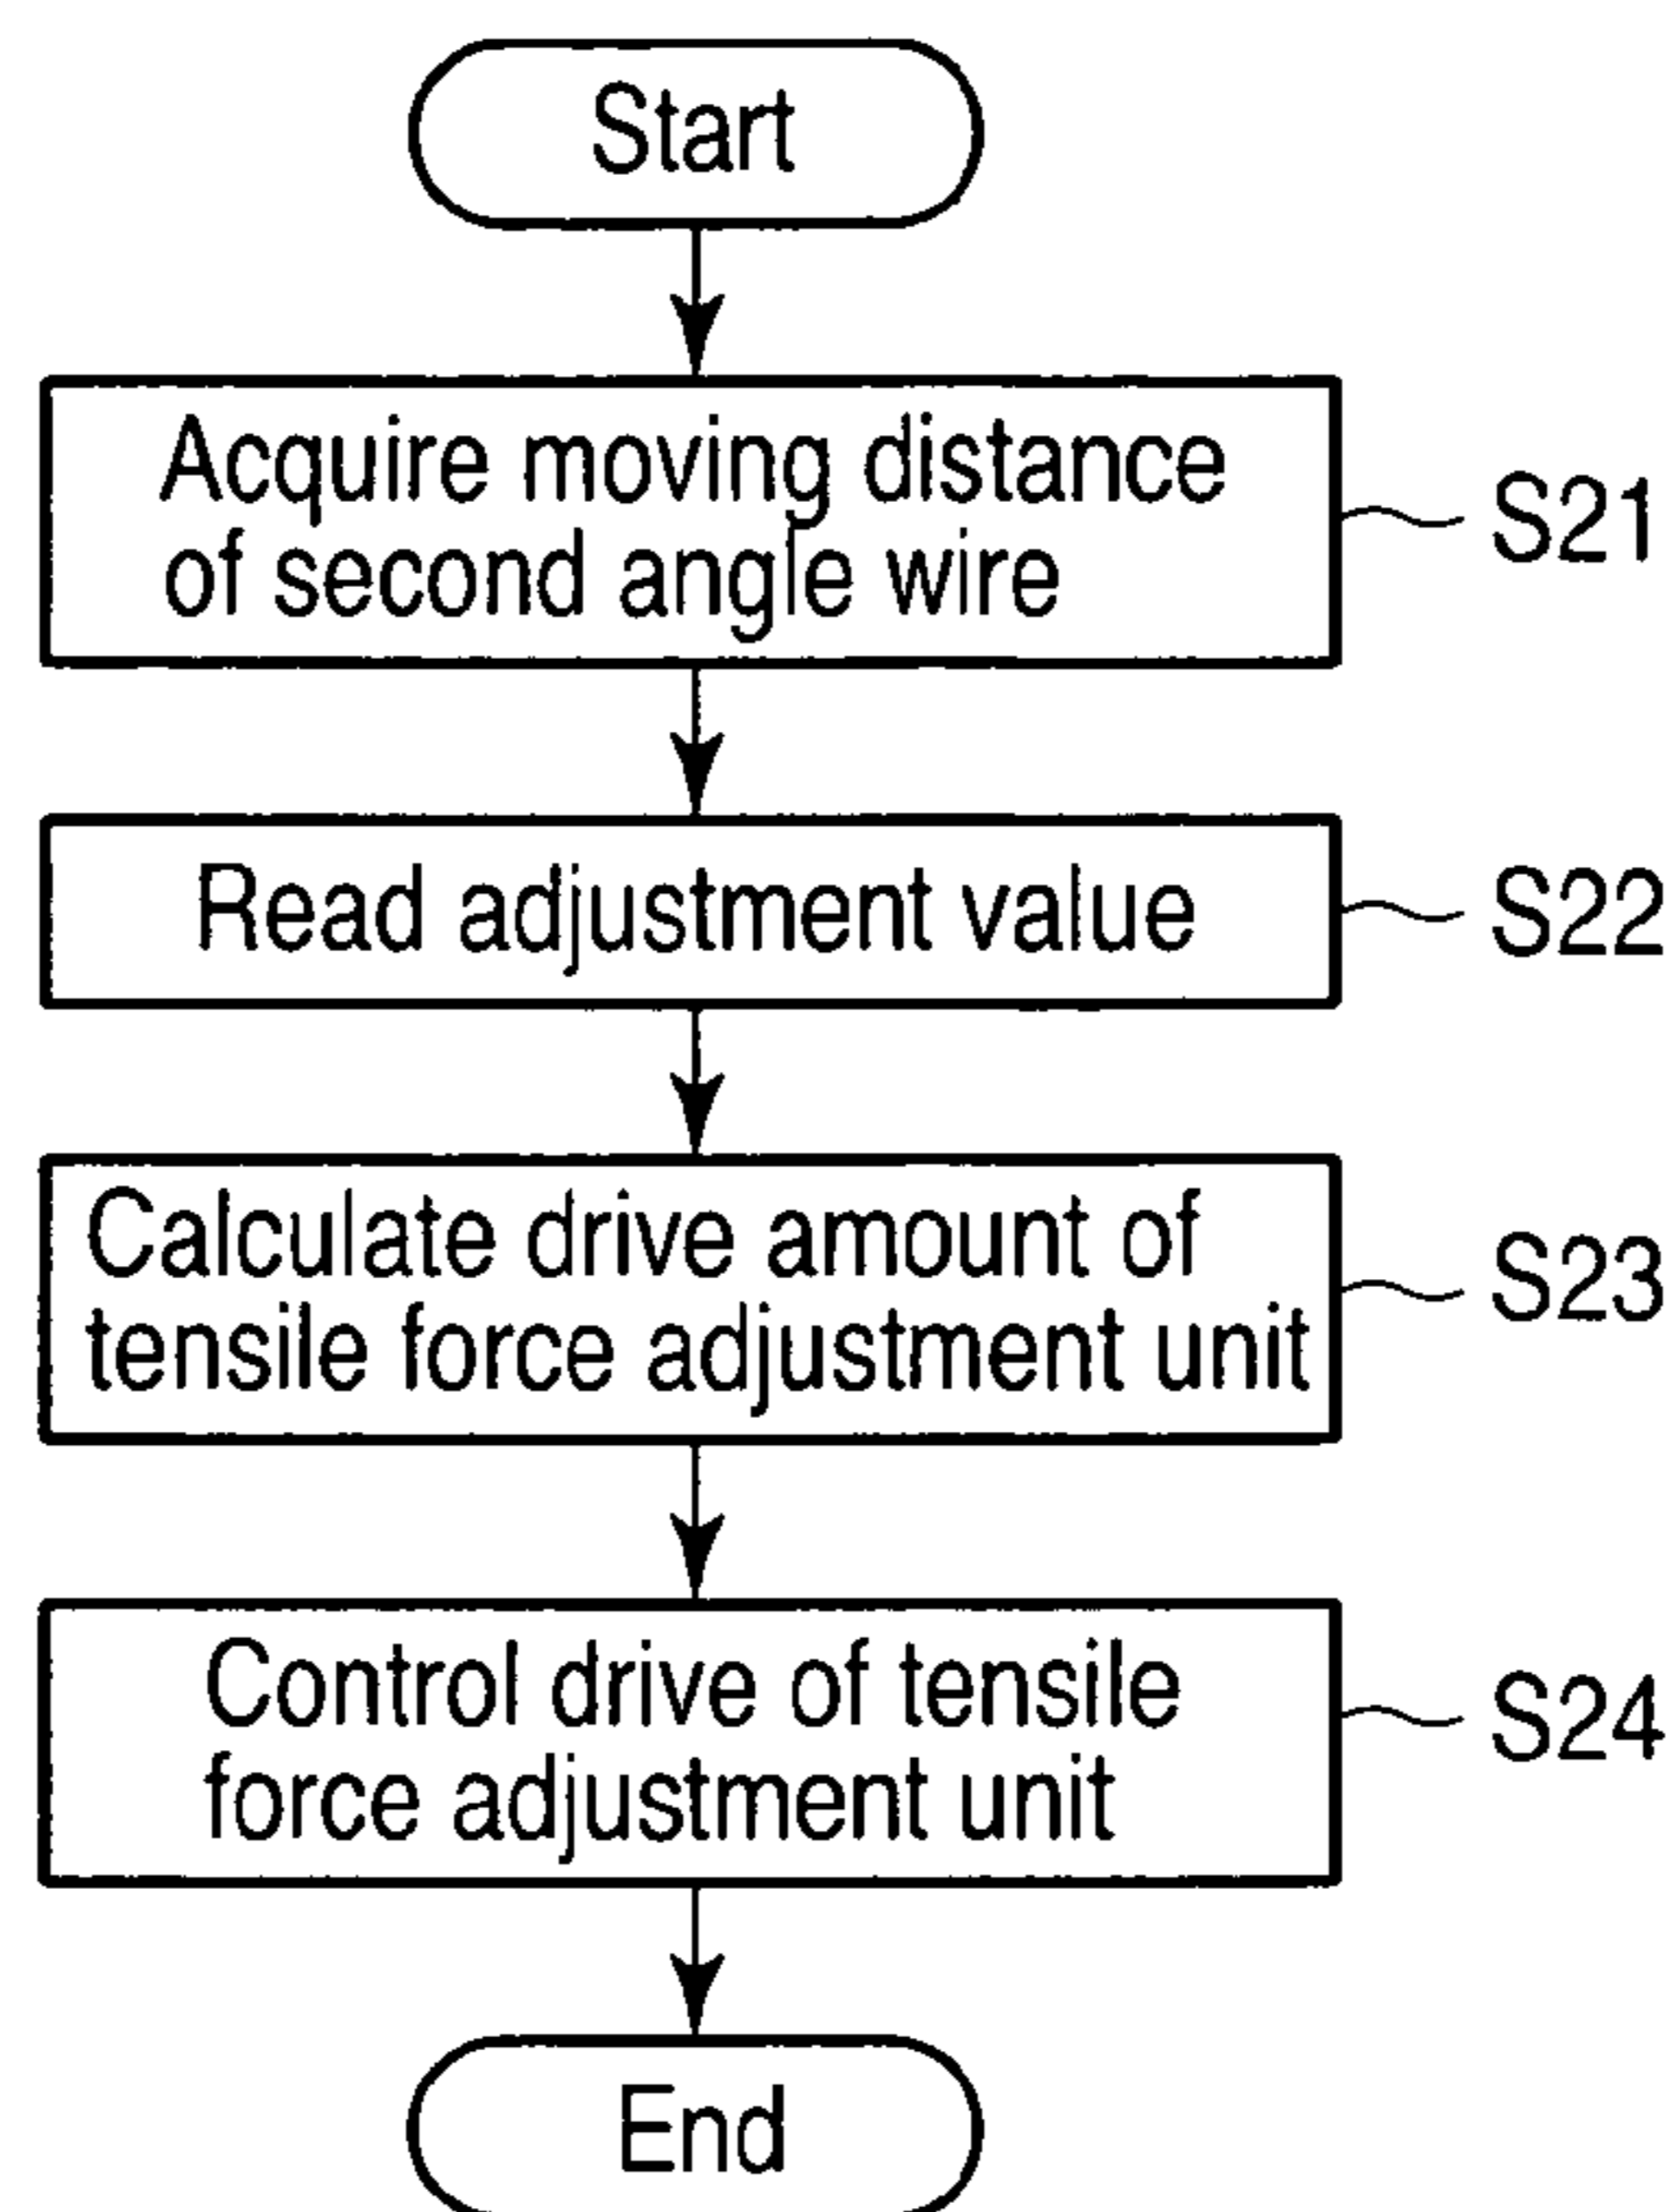 Start
Acquire moving distance
of second angle wire
S21
Read adjustment value
S22
Calculate drive amount of
tensile force adjustment unit
S23
Control drive of tensile
force adjustment unit
S24
End